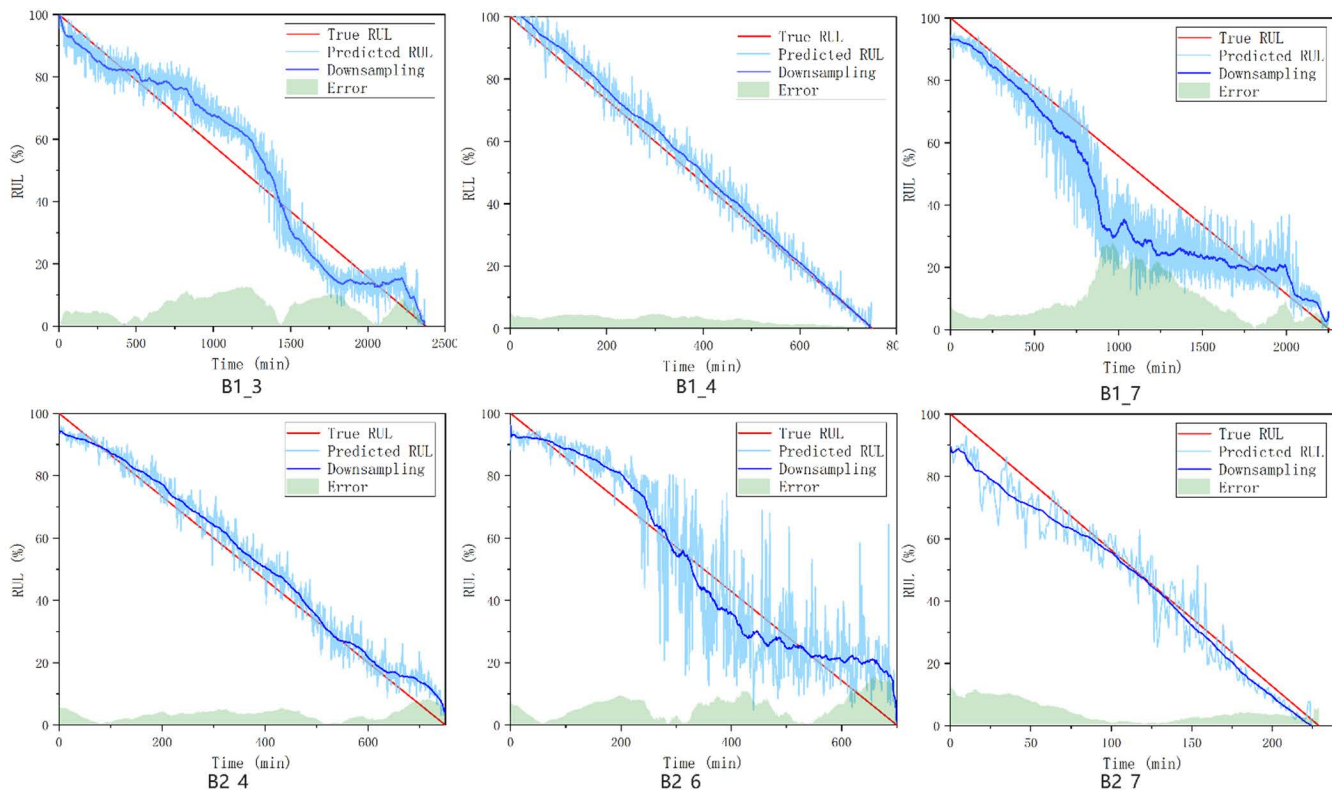 100
80
60
40
20
0
RUL (%)
True RUL
Predicted RUL
Downsampling
Error
0 500 1000 1500 2000 250C
Time (min)
B1_3
100
80
60
40
20
0
RUL (%)
True RUL
Predicted RUL
Downsampling
Error
0 200 400 600 80
Time (min)
B1_4
100
80
60
40
20
0
RUL (%)
True RUL
Predicted RUL
Downsampling
Error
0 500 1000 1500 2000
Time (min)
B1_7
100
80
60
40
20
0
RUL (%)
True RUL
Predicted RUL
Downsampling
Error
0 200 400 600
Time (min)
B2_4
100
80
60
40
20
0
RUL (%)
True RUL
Predicted RUL
Downsampling
Error
0 200 400 600
Time (min)
B2_6
100
80
60
40
20
0
RUL (%)
True RUL
Predicted RUL
Downsampling
Error
0 50 100 150 200
Time (min)
B2_7